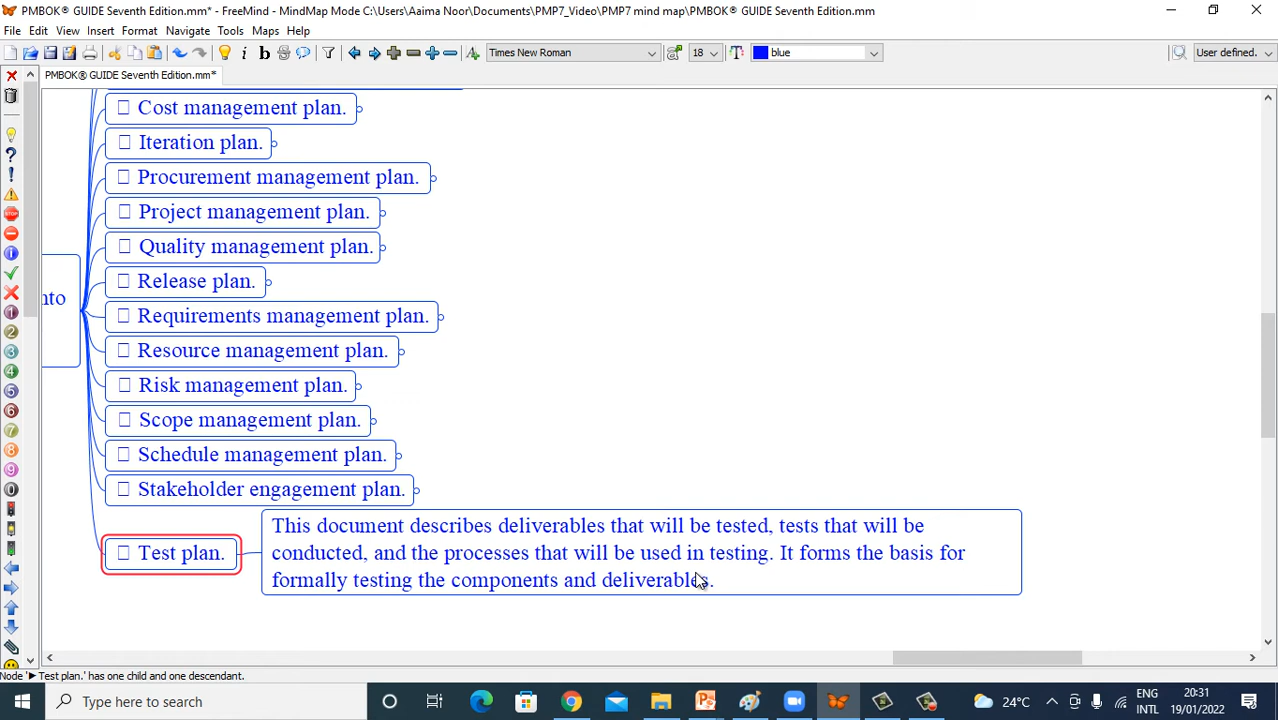 PMBOK® GUIDE Seventh Edition.mm* - FreeMind - MindMap Mode C:\Users\Aaima Noor\Documents\PMP7_Video\PMP7 mind map\PMBOK® GUIDE Seventh Edition.mm
File Edit View Insert Format Navigate Tools Maps Help
Times New Roman 18 blue User defined.
PMBOK® GUIDE Seventh Edition.mm*
Cost management plan.
Iteration plan.
Procurement management plan.
Project management plan.
Quality management plan.
Release plan.
nto
Requirements management plan.
Resource management plan.
Risk management plan.
Scope management plan.
Schedule management plan.
Stakeholder engagement plan.
Test plan.
This document describes deliverables that will be tested, tests that will be
conducted, and the processes that will be used in testing. It forms the basis for
formally testing the components and deliverables.
Node '▶Test plan.' has one child and one descendant.
Type here to search
24°C
ENG
INTL
20:31
19/01/2022